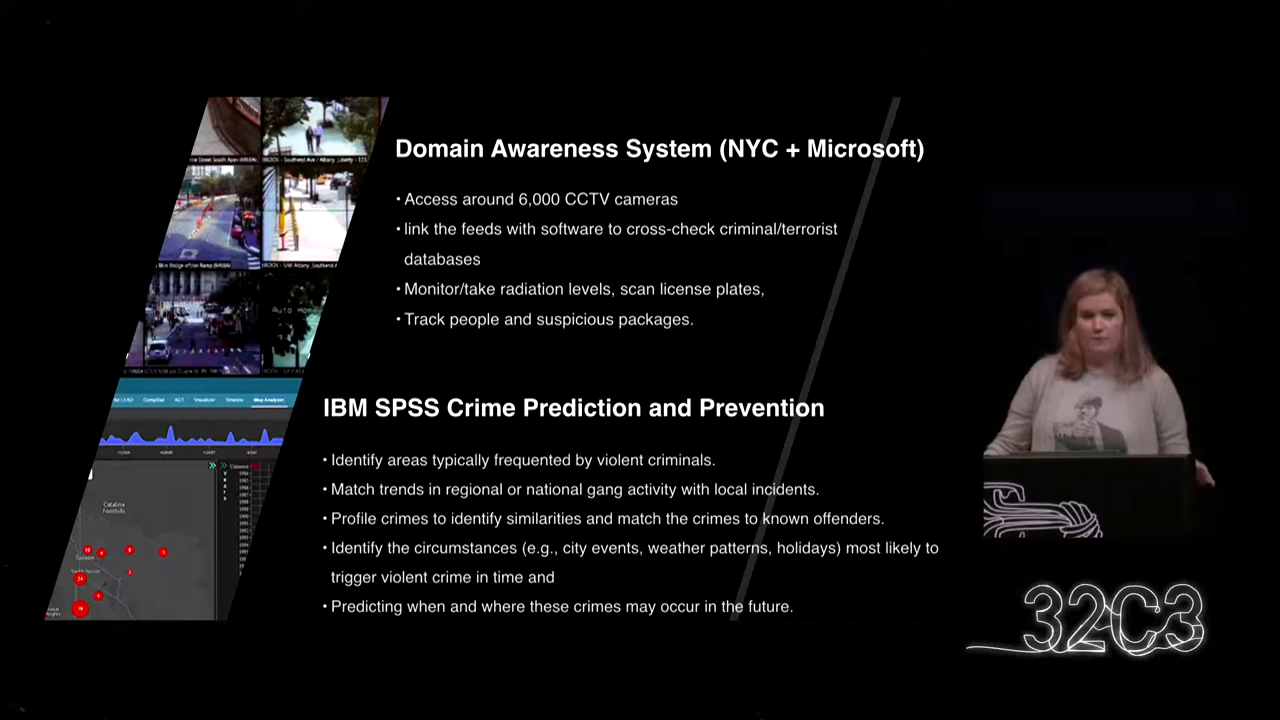 Domain Awareness System (NYC + Microsoft)
• Access around 6,000 CCTV cameras
• link the feeds with software to cross-check criminal/terrorist
databases
• Monitor/take radiation levels, scan license plates,
• Track people and suspicious packages.
Timeline Map Analyzer
IBM SPSS Crime Prediction and Prevention
• Identify areas typically frequented by violent criminals.
• Match trends in regional or national gang activity with local incidents.
• Profile crimes to identify similarities and match the crimes to known offenders.
• Identify the circumstances (e.g., city events, weather patterns, holidays) most likely to
trigger violent crime in time and
• Predicting when and where these crimes may occur in the future.
Catalina
Foothills
Tucson
32C3